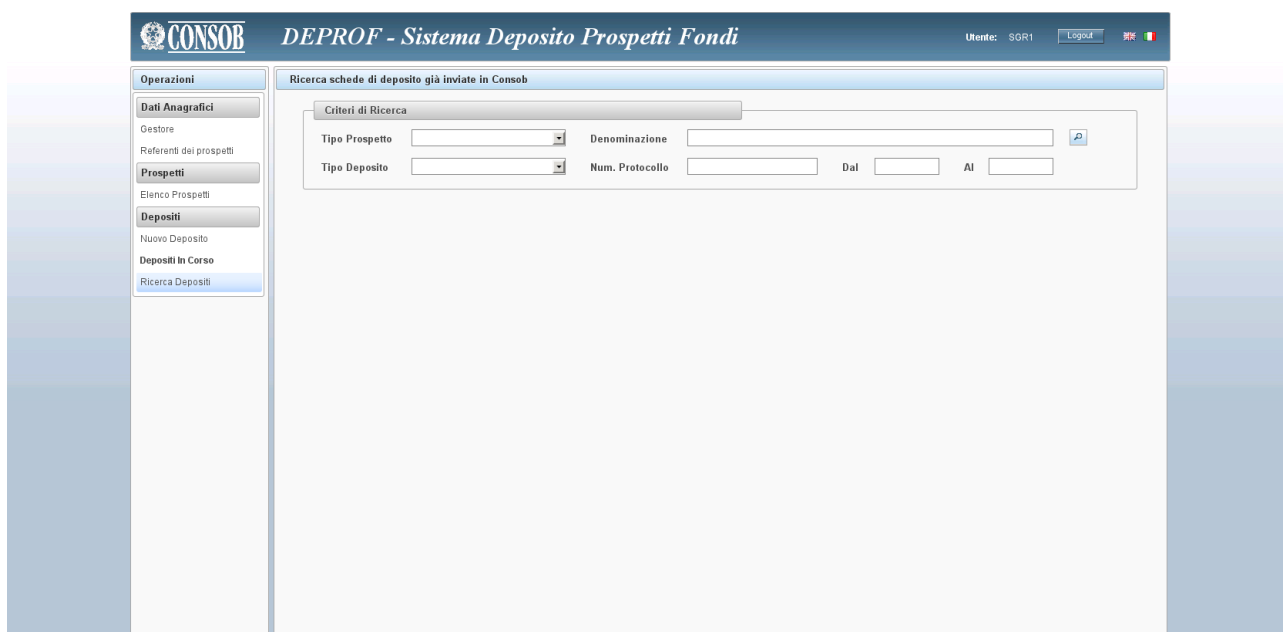 CONSOB DEPROF - Sistema Deposito Prospetti Fondi Utente: SGR1 Logout
Operazioni
Dati Anagrafici
Gestore
Referenti dei prospetti
Prospetti
Elenco Prospetti
Depositi
Nuovo Deposito
Depositi In Corso
Ricerca Depositi
Ricerca schede di deposito già inviate in Consob
Criteri di Ricerca
Tipo Prospetto Denominazione
Tipo Deposito Num. Protocollo Dal Al